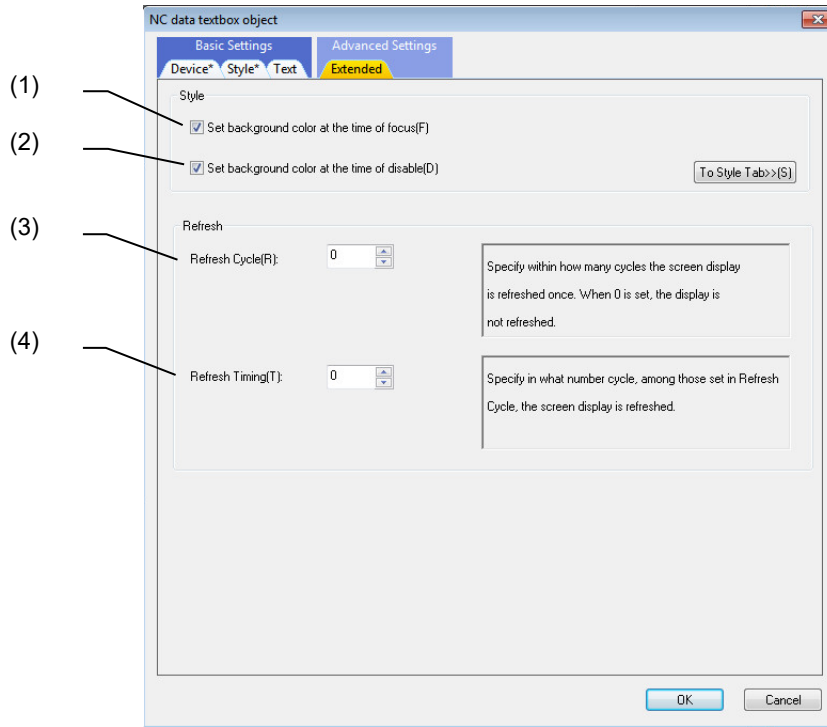 NC data textbox object
Basic Settings
Advanced Settings
Device* Style* Text
Extended
Style
(1)
Set background color at the time of focus(F)
(2)
Set background color at the time of disable(D)
To Style Tab>>(S)
Refresh
(3)
Refresh Cycle(R):
0
Specify within how many cycles the screen display
is refreshed once. When 0 is set, the display is
not refreshed.
(4)
Refresh Timing(T):
0
Specify in what number cycle, among those set in Refresh
Cycle, the screen display is refreshed.
OK
Cancel